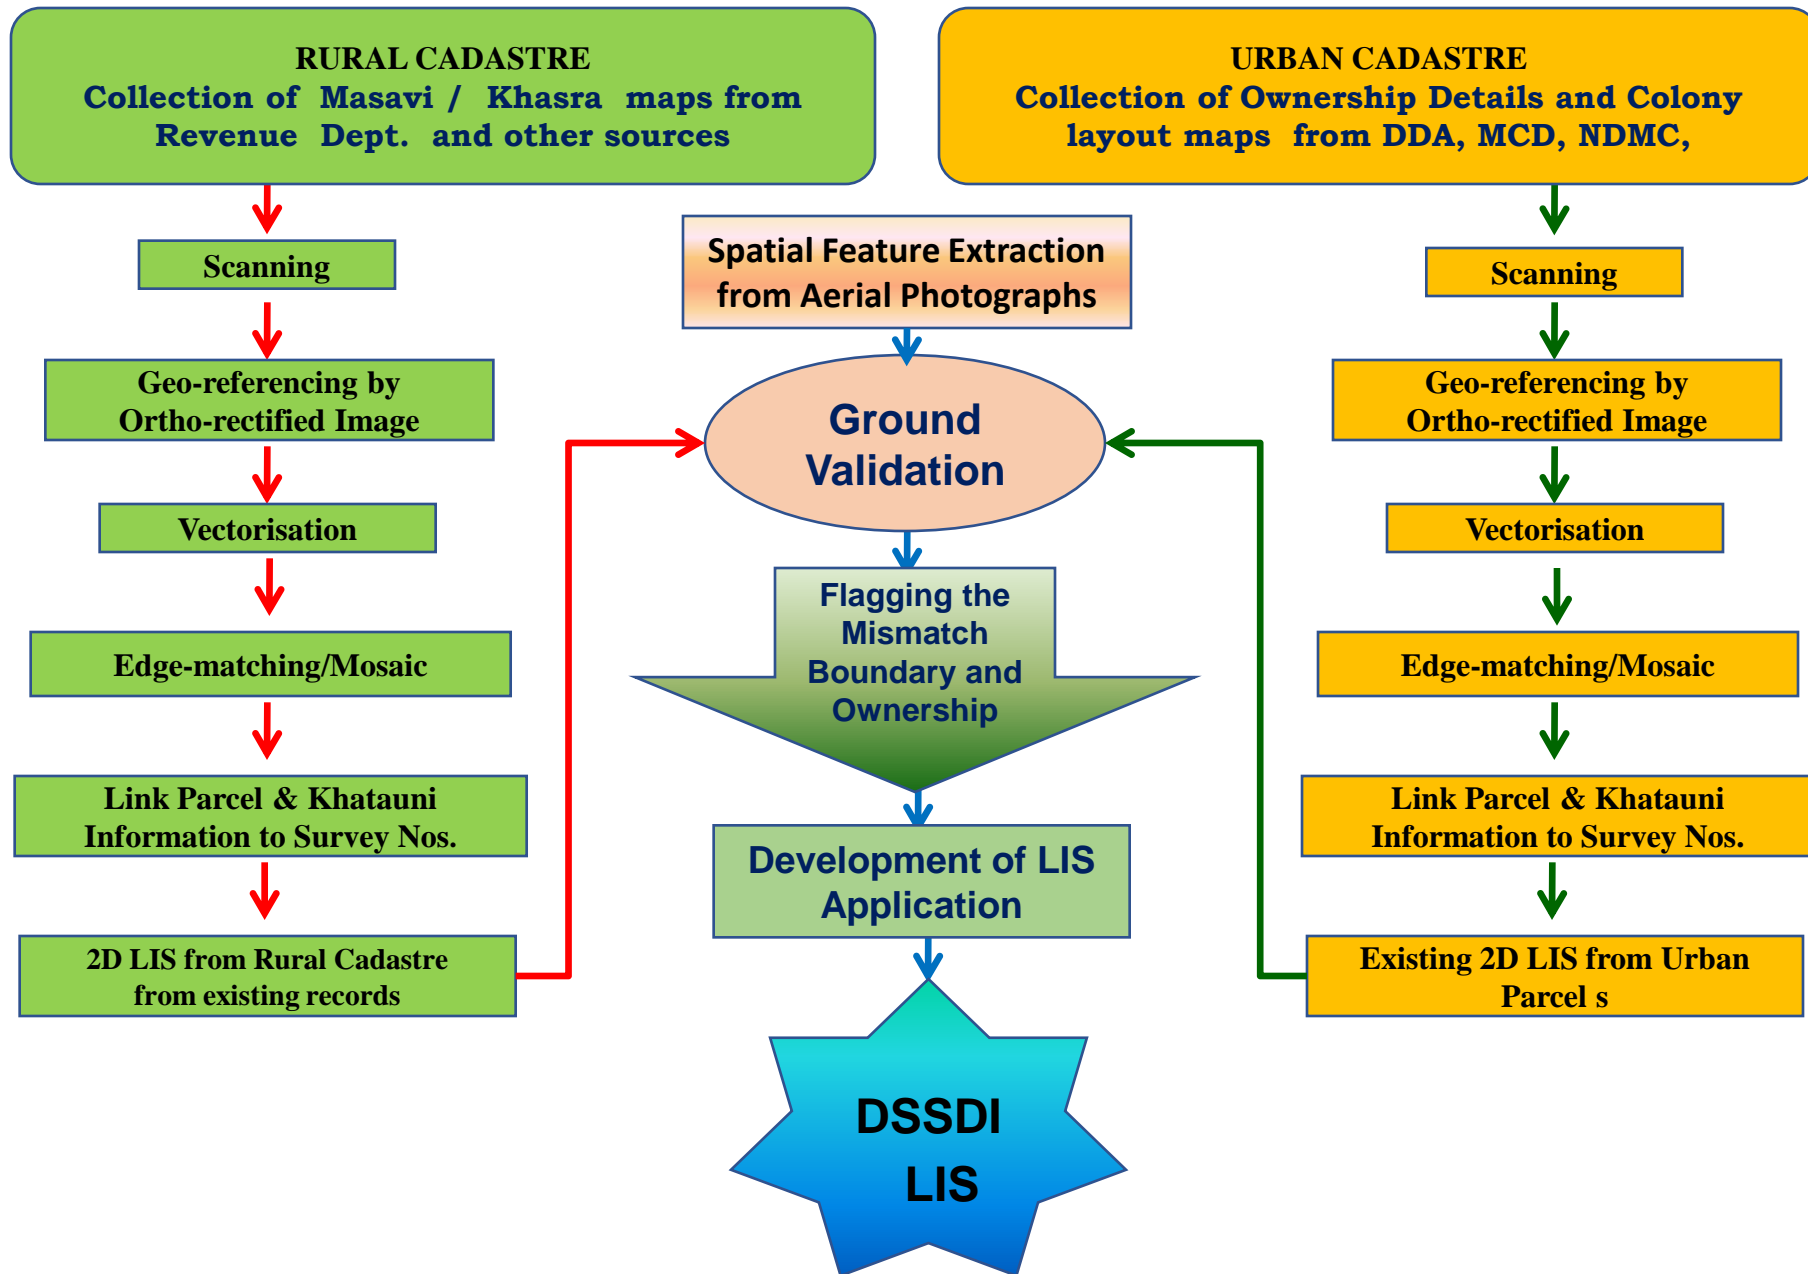 RURAL CADASTRE
Collection of Masavi / Khasra maps from
Revenue Dept. and other sources
Scanning
Geo-referencing by
Ortho-rectified Image
Vectorisation
Edge-matching/Mosaic
Link Parcel & Khatauni
Information to Survey Nos.
2D LIS from Rural Cadastre
from existing records
Spatial Feature Extraction
from Aerial Photographs
Ground
Validation
Flagging the
Mismatch
Boundary and
Ownership
Development of LIS
Application
DSSDI
LIS
URBAN CADASTRE
Collection of Ownership Details and Colony
layout maps from DDA, MCD, NDMC,
Scanning
Geo-referencing by
Ortho-rectified Image
Vectorisation
Edge-matching/Mosaic
Link Parcel & Khatauni
Information to Survey Nos.
Existing 2D LIS from Urban
Parcel s